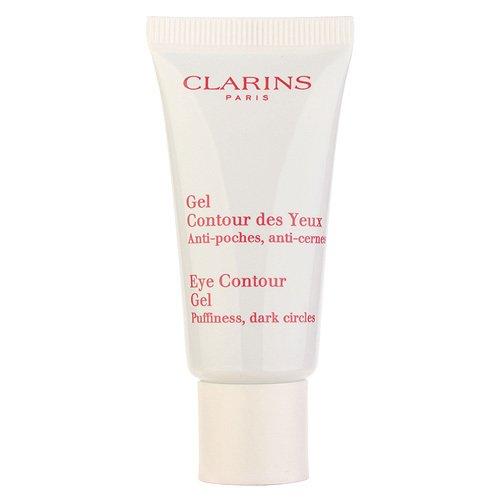 CLARINS
PARIS
Gel
Contour des Yeux
Anti-poches, anti-cernes
Eye Contour
Gel
Puffiness, dark circles